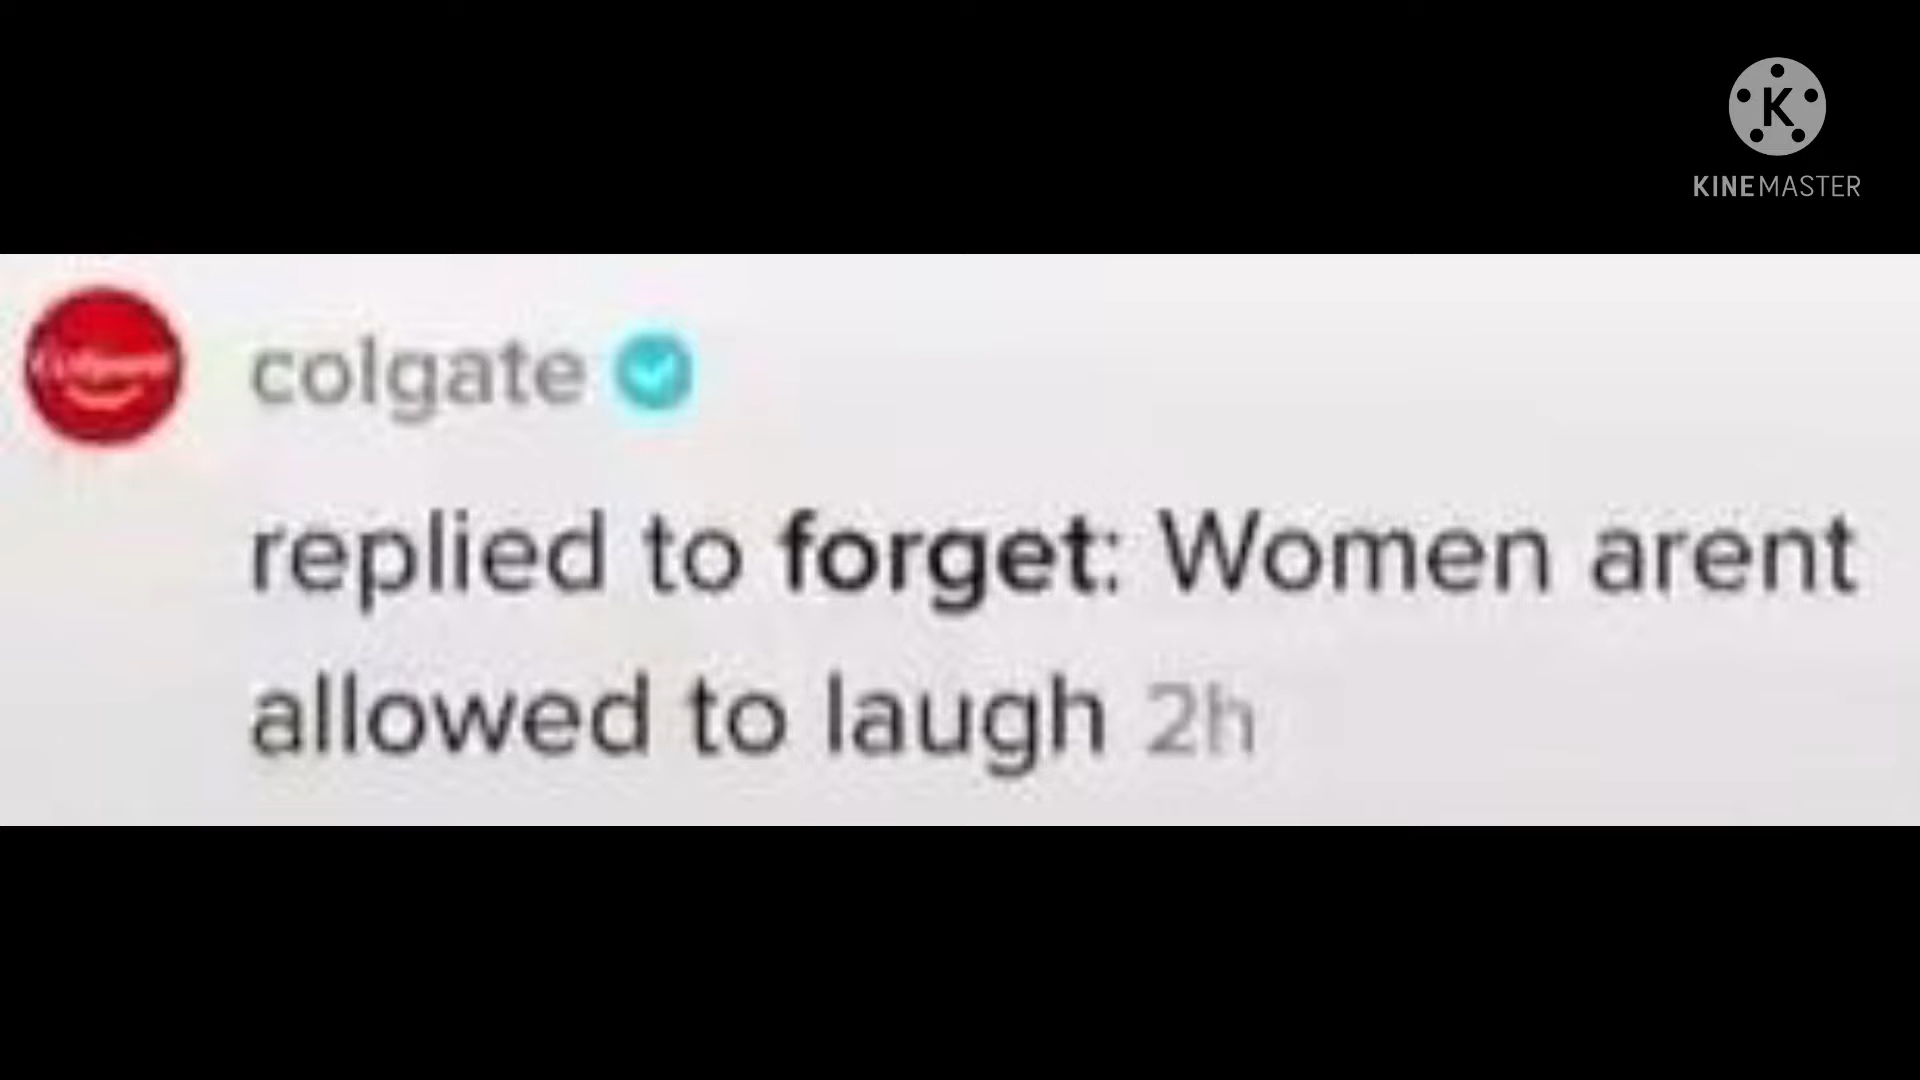 K
KINEMASTER
colgate
replied to forget: Women arent
allowed to laugh 2h